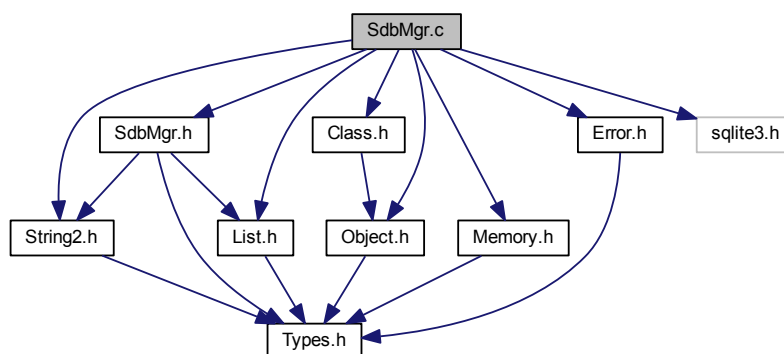 SdbMgr.c
SdbMgr.h
Class.h
Error.h
sqlite3.h
String2.h
List.h
Object.h
Memory.h
Types.h